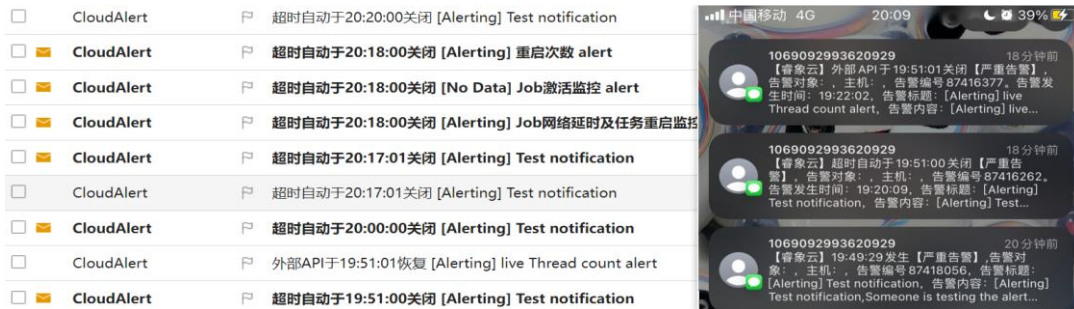 CloudAlert 超时自动于20:20:00关闭 [Alerting] Test notification
CloudAlert 超时自动于20:18:00关闭 [Alerting] 重启次数 alert
CloudAlert 超时自动于20:18:00关闭 [No Data] Job激活监控 alert
CloudAlert 超时自动于20:18:00关闭 [Alerting] Job网络延时及任务重启监控
CloudAlert 超时自动于20:17:01关闭 [Alerting] Test notification
CloudAlert 超时自动于20:17:01关闭 [Alerting] Test notification
CloudAlert 超时自动于20:00:00关闭 [Alerting] Test notification
CloudAlert 外部API于19:51:01恢复 [Alerting] live Thread count alert
CloudAlert 超时自动于19:51:00关闭 [Alerting] Test notification
中国移动 4G 20:09 39%
1069092993620929 18分钟前
【睿象云】外部API于19:51:01关闭【严重告警】,
告警对象: , 主机: , 告警编号87416377。告警发
生时间: 19:22:02, 告警标题: [Alerting] live
Thread count alert, 告警内容: [Alerting] live...
1069092993620929 18分钟前
【睿象云】超时自动于19:51:00关闭【严重告
警】, 告警对象: , 主机: , 告警编号87416262。
告警发生时间: 19:20:09, 告警标题: [Alerting]
Test notification, 告警内容: [Alerting] Test...
1069092993620929 20分钟前
【睿象云】19:49:29发生【严重告警】,告警对
象: , 主机: , 告警编号87418056, 告警标题:
[Alerting] Test notification, 告警内容: [Alerting]
Test notification,Someone is testing the alert...